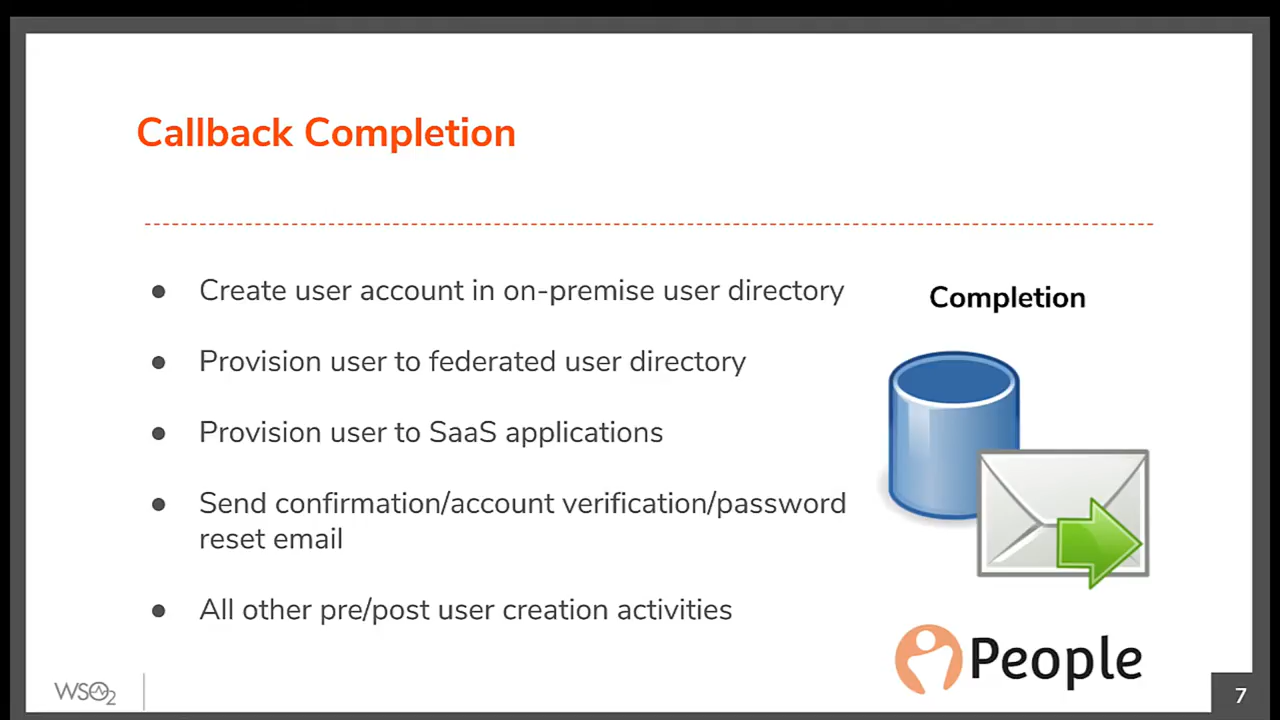 Callback Completion
● Create user account in on-premise user directory
● Provision user to federated user directory
● Provision user to SaaS applications
● Send confirmation/account verification/password
reset email
● All other pre/post user creation activities
Completion
People
WSO2
7